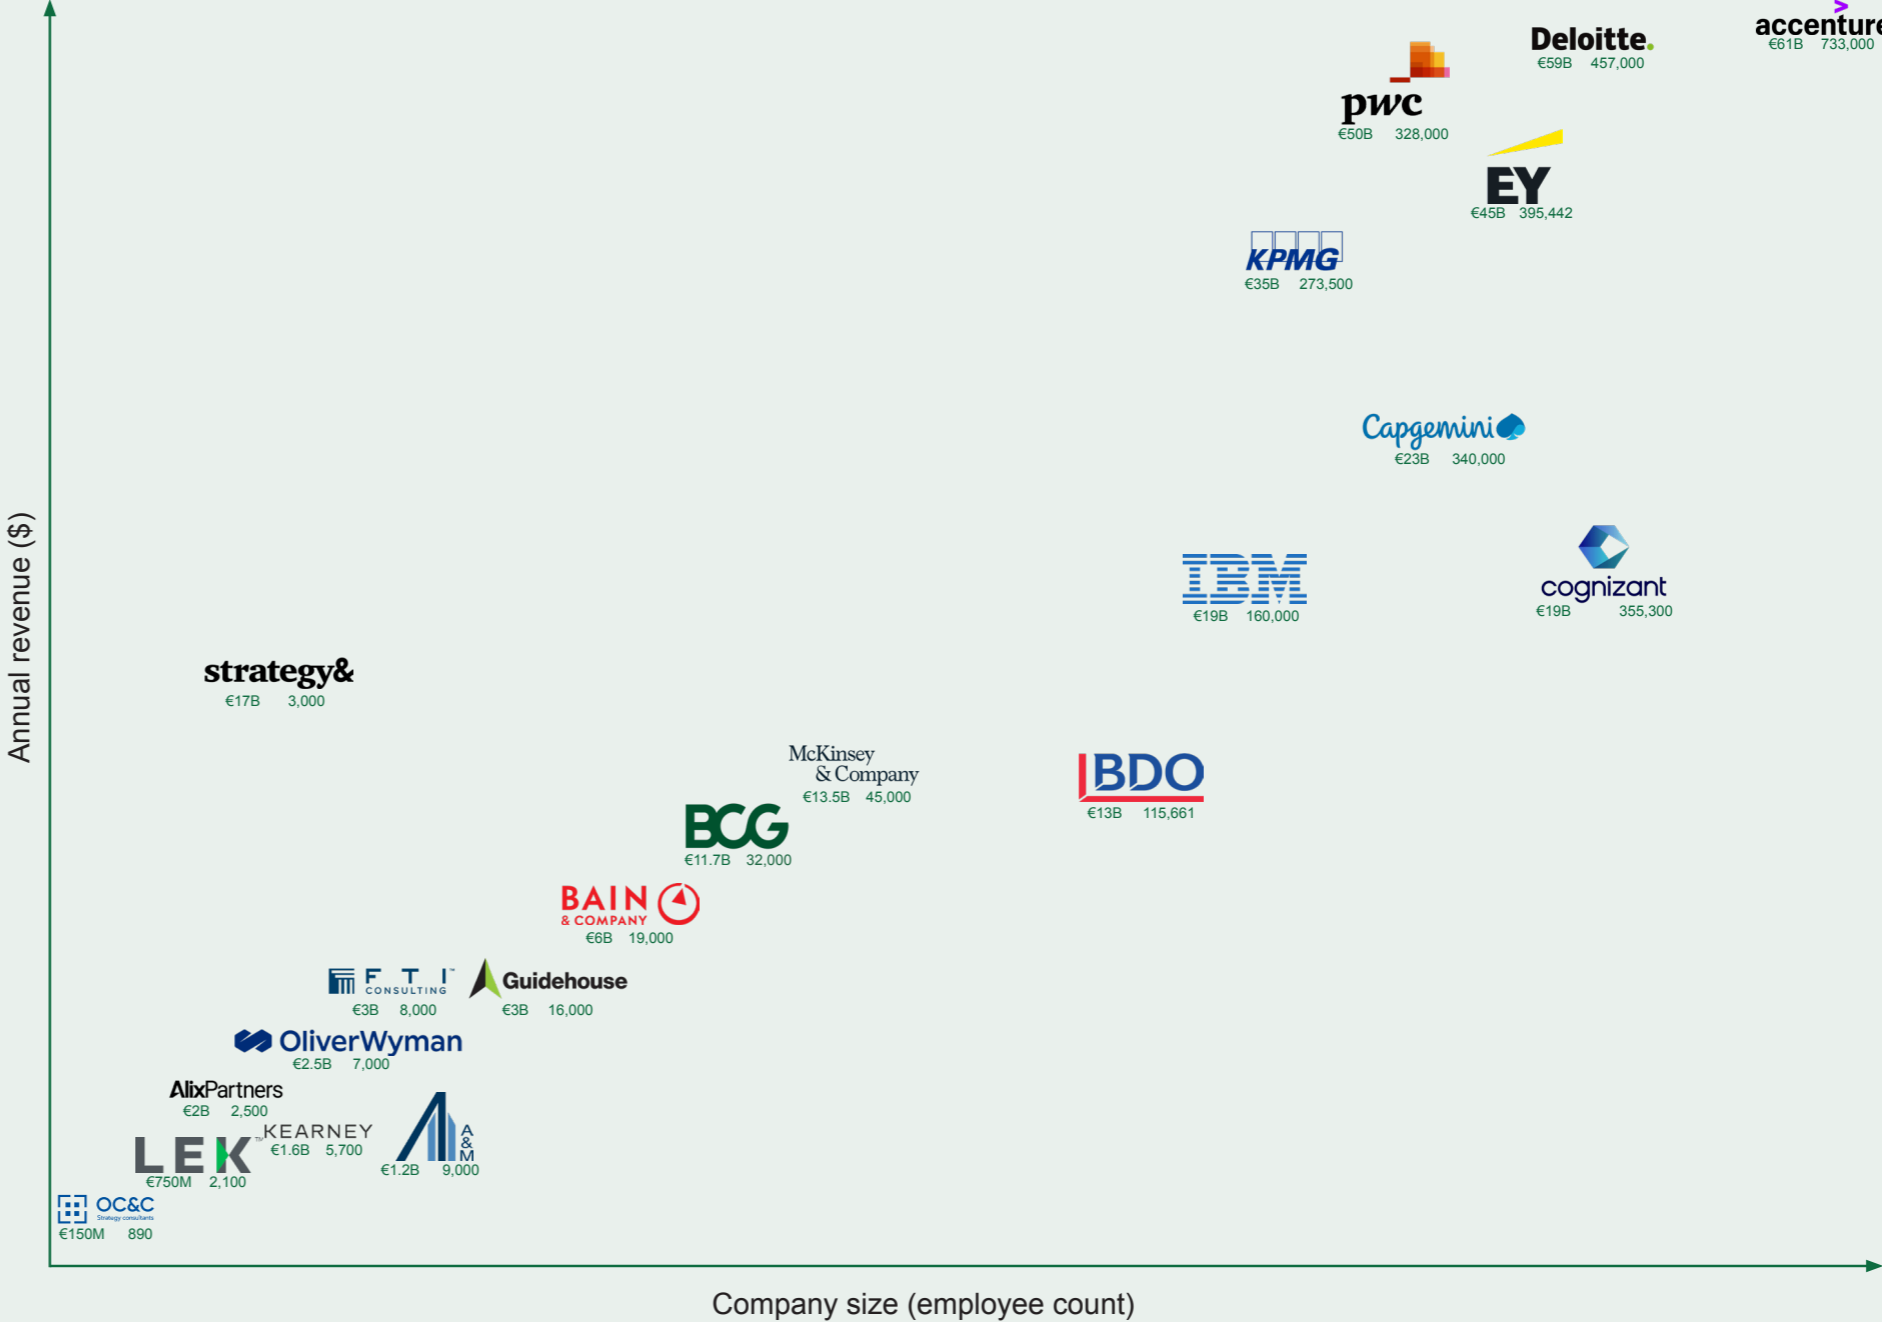 accenture
€61B 733,000
Deloitte.
€59B 457,000
pwc
€50B 328,000
EY
€45B 395,442
KPMG
€35B 273,500
Capgemini
€23B 340,000
cognizant
€19B 355,300
IBM
€19B 160,000
Annual revenue ($)
strategy&
€17B 3,000
McKinsey
& Company
€13.5B 45,000
BDO
€13B 115,661
BCG
€11.7B 32,000
BAIN
& COMPANY
€6B 19,000
FTI™
CONSULTING
€3B 8,000
Guidehouse
€3B 16,000
OliverWyman
€2.5B 7,000
AlixPartners
€2B 2,500
KEARNEY
€1.6B 5,700
A
&
M
€1.2B 9,000
LEK™
€750M 2,100
OC&C
Strategy consultants
€150M 890
Company size (employee count)